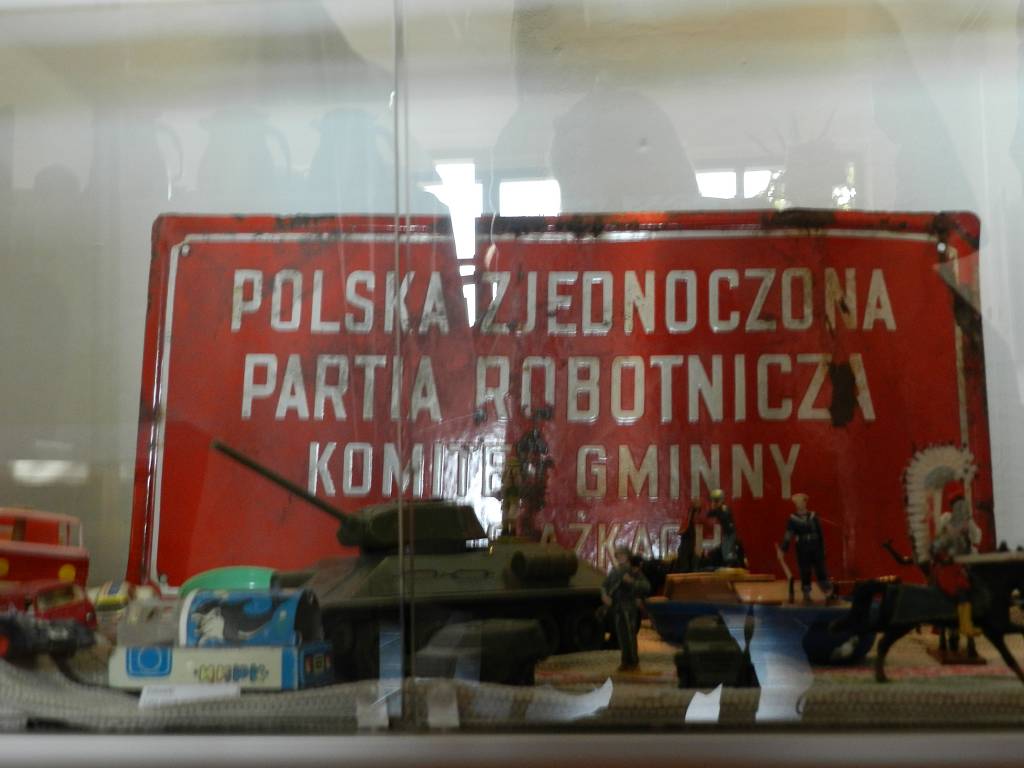 POLSKA ZJEDNOCZONA
PARTIA ROBOTNICZA
KOMITET GMINNY